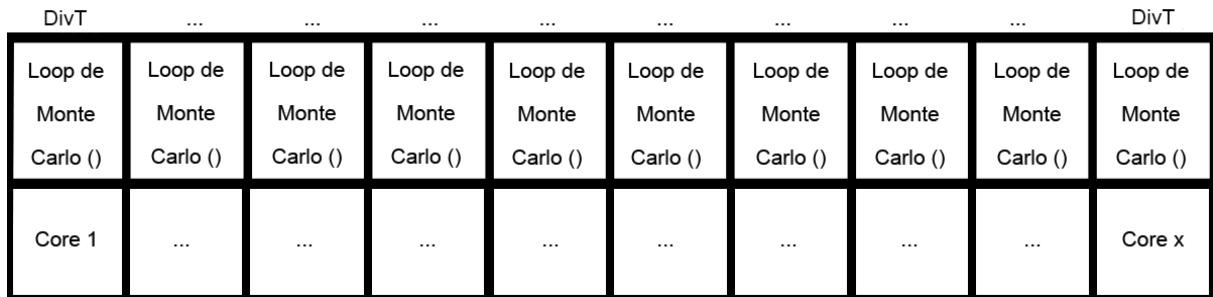 DivT ... ... ... ... ... ... ... ... DivT
Loop de Loop de Loop de Loop de Loop de Loop de Loop de Loop de Loop de Loop de
Monte Monte Monte Monte Monte Monte Monte Monte Monte Monte
Carlo () Carlo () Carlo () Carlo () Carlo () Carlo () Carlo () Carlo () Carlo () Carlo ()
Core 1 ... ... ... ... ... ... ... ... Core x